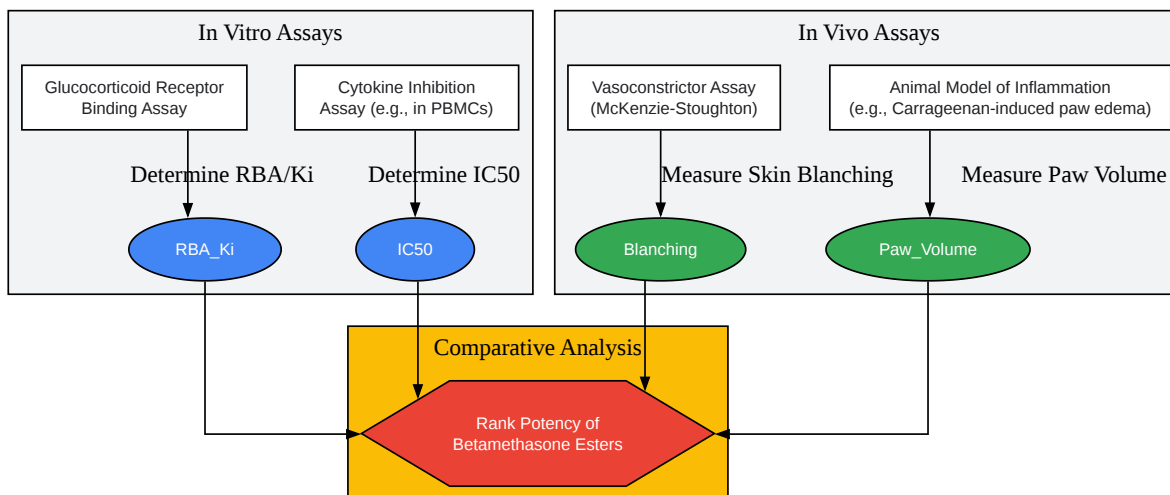 In Vitro Assays
In Vivo Assays
Glucocorticoid Receptor
Binding Assay
Cytokine Inhibition
Assay (e.g., in PBMCs)
Vasoconstrictor Assay
(McKenzie-Stoughton)
Animal Model of Inflammation
(e.g., Carrageenan-induced paw edema)
Determine RBA/Ki
Determine IC50
Measure Skin Blanching
Measure Paw Volume
RBA_Ki
IC50
Blanching
Paw_Volume
Comparative Analysis
Rank Potency of
Betamethasone Esters